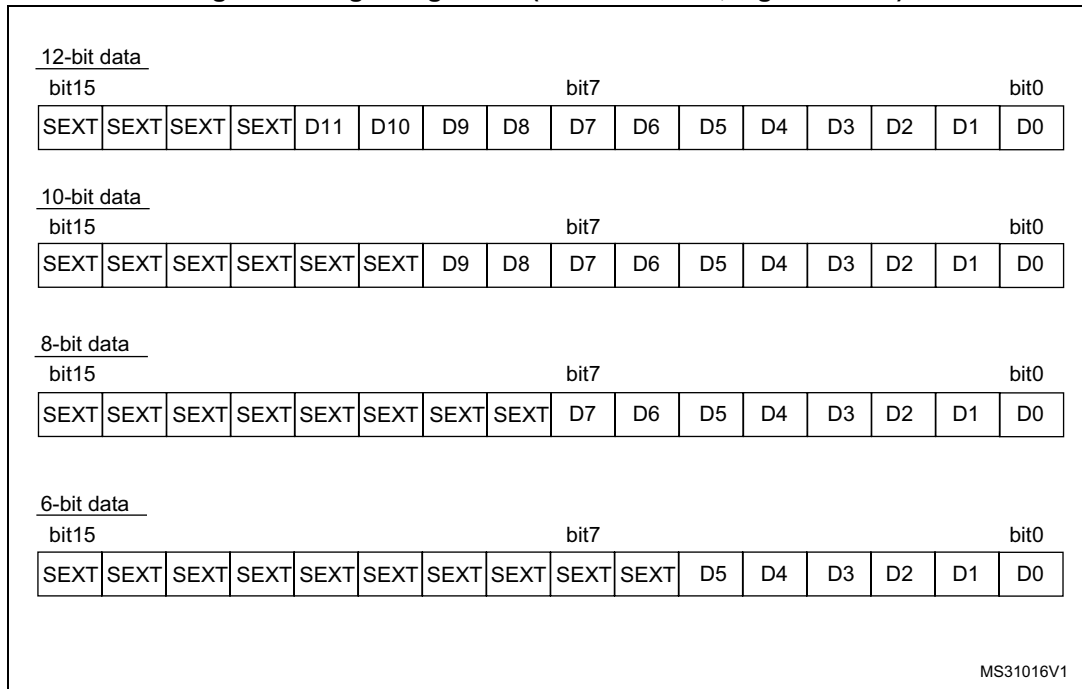 12-bit data
bit15 bit7 bit0
SEXT SEXT SEXT SEXT D11 D10 D9 D8 D7 D6 D5 D4 D3 D2 D1 D0
10-bit data
bit15 bit7 bit0
SEXT SEXT SEXT SEXT SEXT SEXT D9 D8 D7 D6 D5 D4 D3 D2 D1 D0
8-bit data
bit15 bit7 bit0
SEXT SEXT SEXT SEXT SEXT SEXT SEXT SEXT D7 D6 D5 D4 D3 D2 D1 D0
6-bit data
bit15 bit7 bit0
SEXT SEXT SEXT SEXT SEXT SEXT SEXT SEXT SEXT SEXT D5 D4 D3 D2 D1 D0
MS31016V1